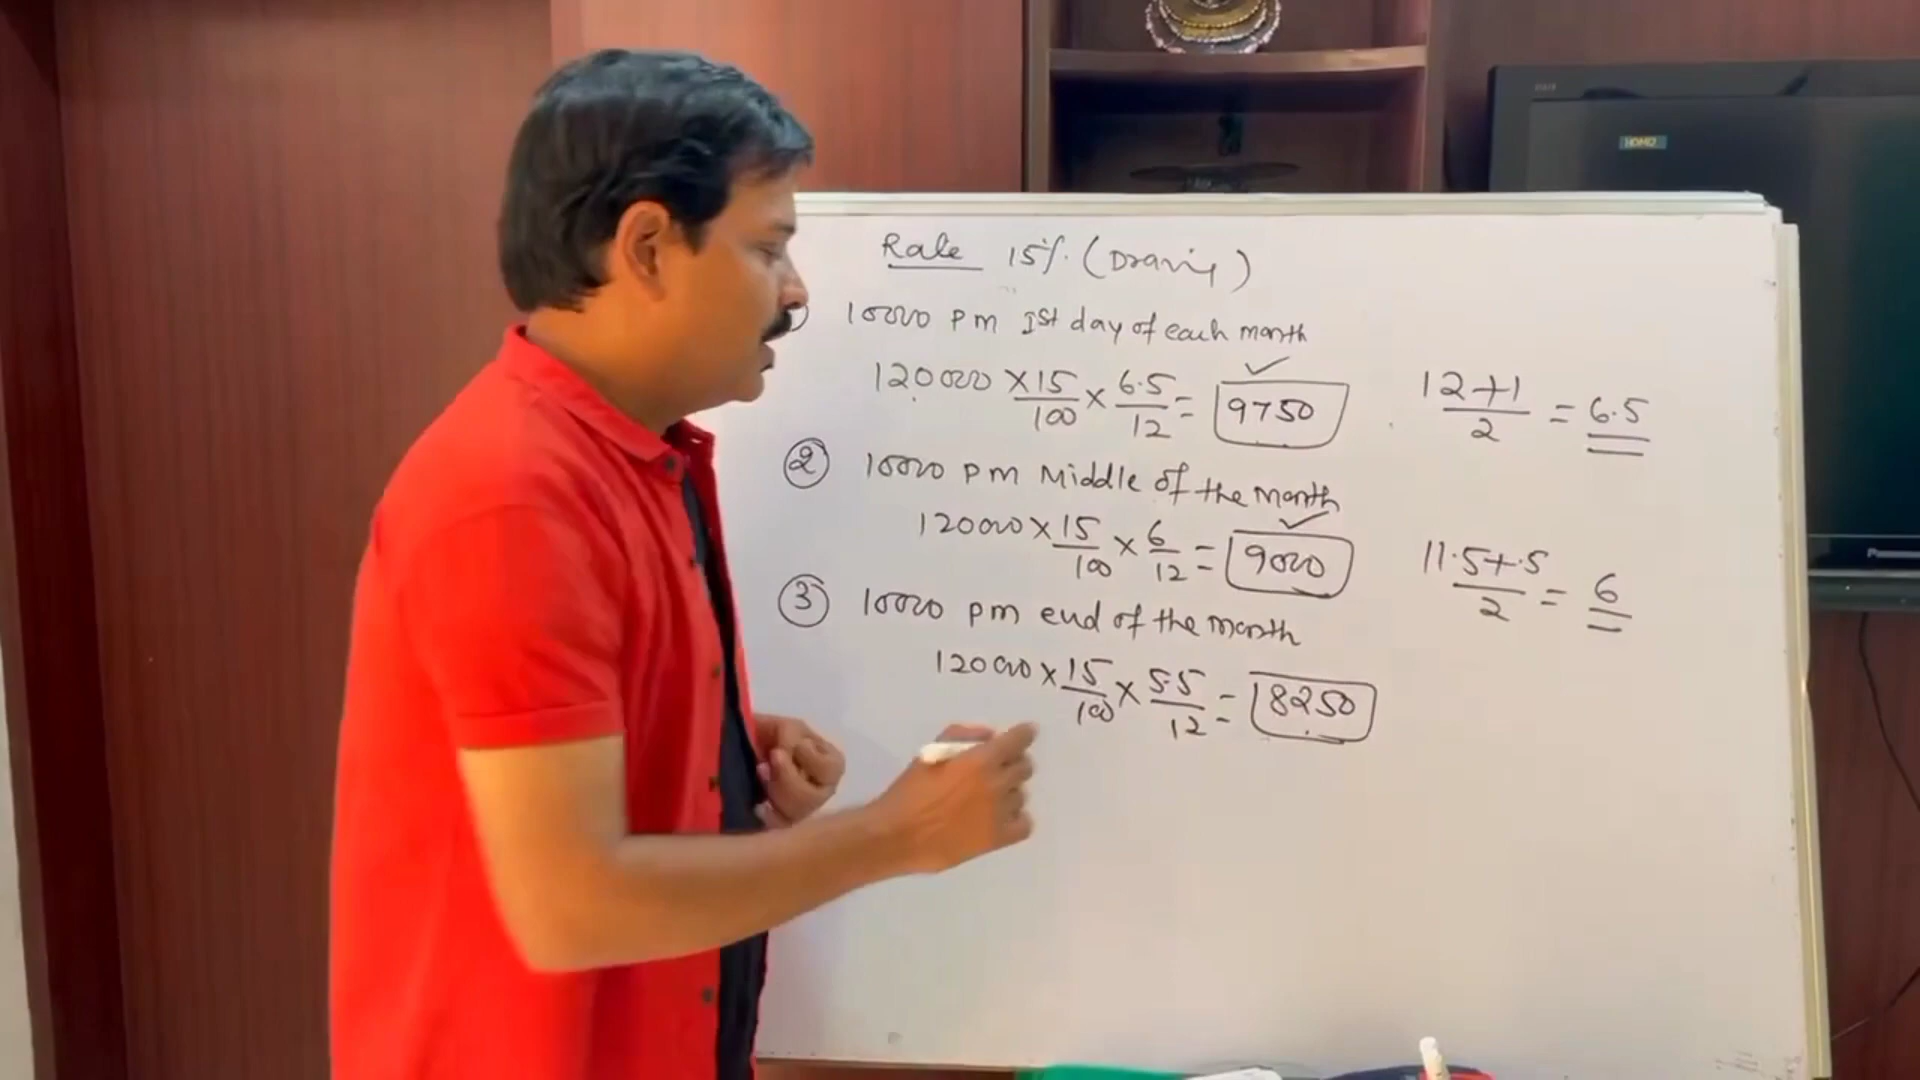 Rate 15% (Drawing)
10000 pm 1st day of each month
120000 × 15/100 × 6.5/12 = 9750
12+1/2 = 6.5
② 10000 pm Middle of the Month
120000 × 15/100 × 6/12 = 9000
11.5+.5/2 = 6
③ 10000 pm end of the month
120000 × 15/100 × 5.5/12 = 8250